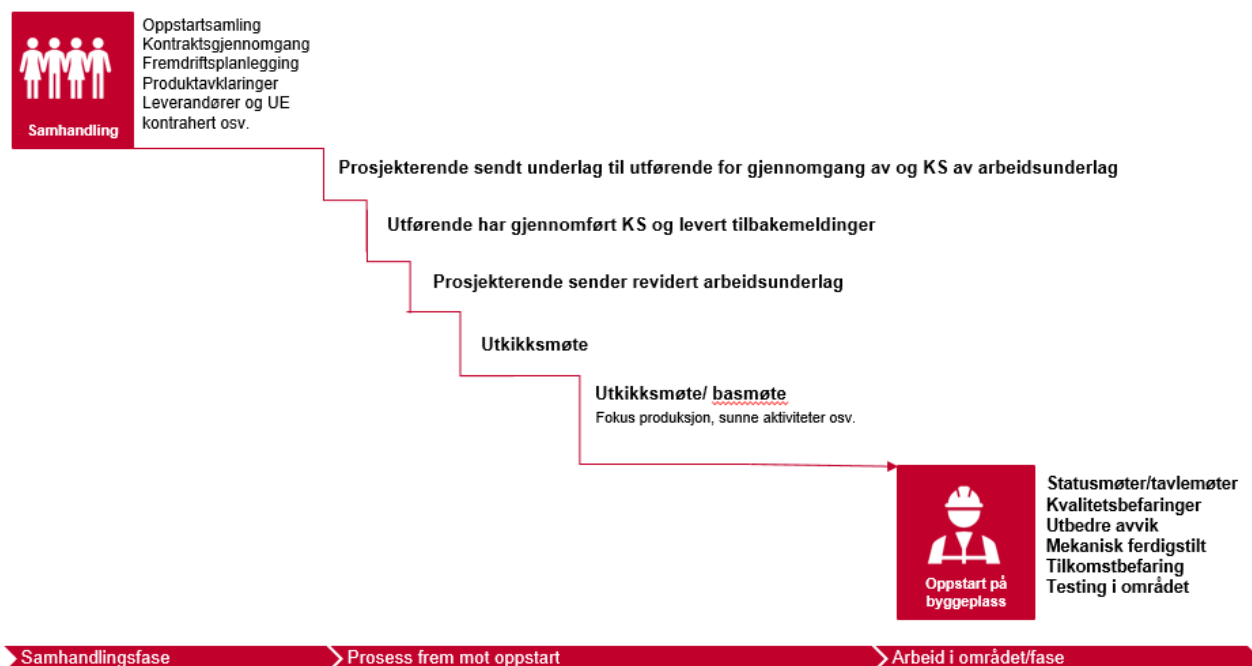 Oppstartsamling
Kontraktsgjennomgang
Fremdriftsplanlegging
Produktavklaringer
Leverandører og UE
kontrahert osv.
Samhandling
Prosjekterende sendt underlag til utførende for gjennomgang av og KS av arbeidsunderlag
Utførende har gjennomført KS og levert tilbakemeldinger
Prosjekterende sender revidert arbeidsunderlag
Utkikksmøte
Utkikksmøte/ basmøte
Fokus produksjon, sunne aktiviteter osv.
Oppstart på
byggeplass
Statusmøter/tavlemøter
Kvalitetsbefaringer
Utbedre avvik
Mekanisk ferdigstilt
Tilkomstbefaring
Testing i området
Samhandlingsfase
Prosess frem mot oppstart
Arbeid i området/fase